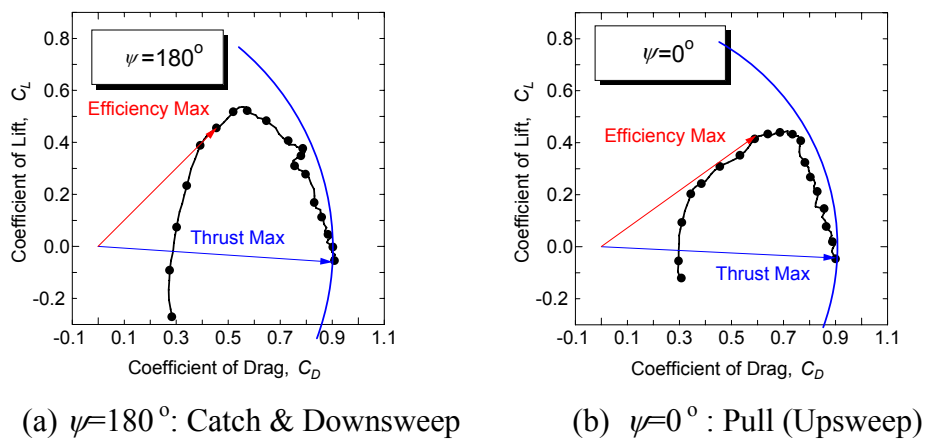 0.8
0.6
0.4
0.2
0.0
-0.2
Coefficient of Lift, C_L
ψ=180°
Efficiency Max
Thrust Max
-0.1 0.1 0.3 0.5 0.7 0.9 1.1
Coefficient of Drag, C_D
(a) ψ=180°: Catch & Downsweep
0.8
0.6
0.4
0.2
0.0
-0.2
Coefficient of Lift, C_L
ψ=0°
Efficiency Max
Thrust Max
-0.1 0.1 0.3 0.5 0.7 0.9 1.1
Coefficient of Drag, C_D
(b) ψ=0° : Pull (Upsweep)